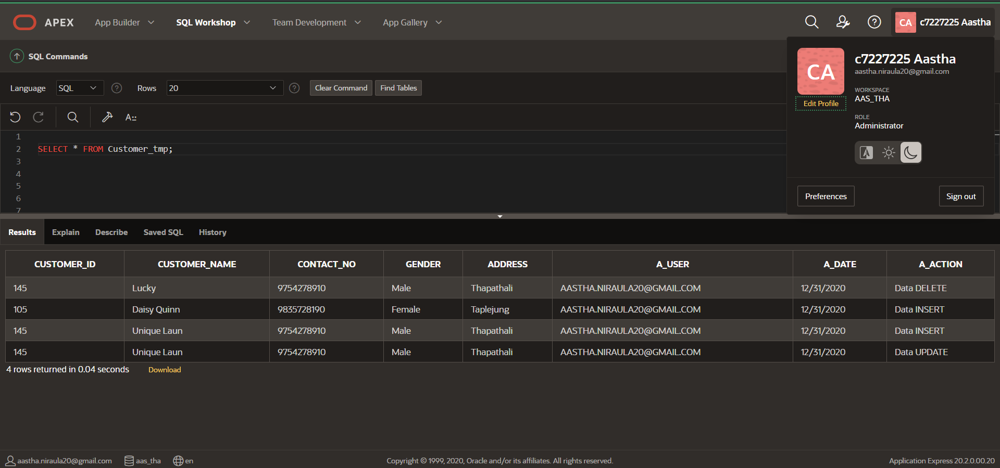 APEX App Builder SQL Workshop Team Development App Gallery CA c7227225 Aastha
SQL Commands
CA
c7227225 Aastha
aastha.niraula20@gmail.com
WORKSPACE
AAS_THA
Edit Profile
ROLE
Administrator
Preferences Sign out
Language SQL ? Rows 20 ? Clear Command Find Tables
A::
1
2 SELECT * FROM Customer_tmp;
3
4
5
6
7
Results Explain Describe Saved SQL History
CUSTOMER_ID CUSTOMER_NAME CONTACT_NO GENDER ADDRESS A_USER A_DATE A_ACTION
145 Lucky 9754278910 Male Thapathali AASTHA.NIRAULA20@GMAIL.COM 12/31/2020 Data DELETE
105 Daisy Quinn 9835728190 Female Taplejung AASTHA.NIRAULA20@GMAIL.COM 12/31/2020 Data INSERT
145 Unique Laun 9754278910 Male Thapathali AASTHA.NIRAULA20@GMAIL.COM 12/31/2020 Data INSERT
145 Unique Laun 9754278910 Male Thapathali AASTHA.NIRAULA20@GMAIL.COM 12/31/2020 Data UPDATE
4 rows returned in 0.04 seconds Download
aastha.niraula20@gmail.com aas_tha en Copyright © 1999, 2020, Oracle and/or its affiliates. All rights reserved. Application Express 20.2.0.00.20